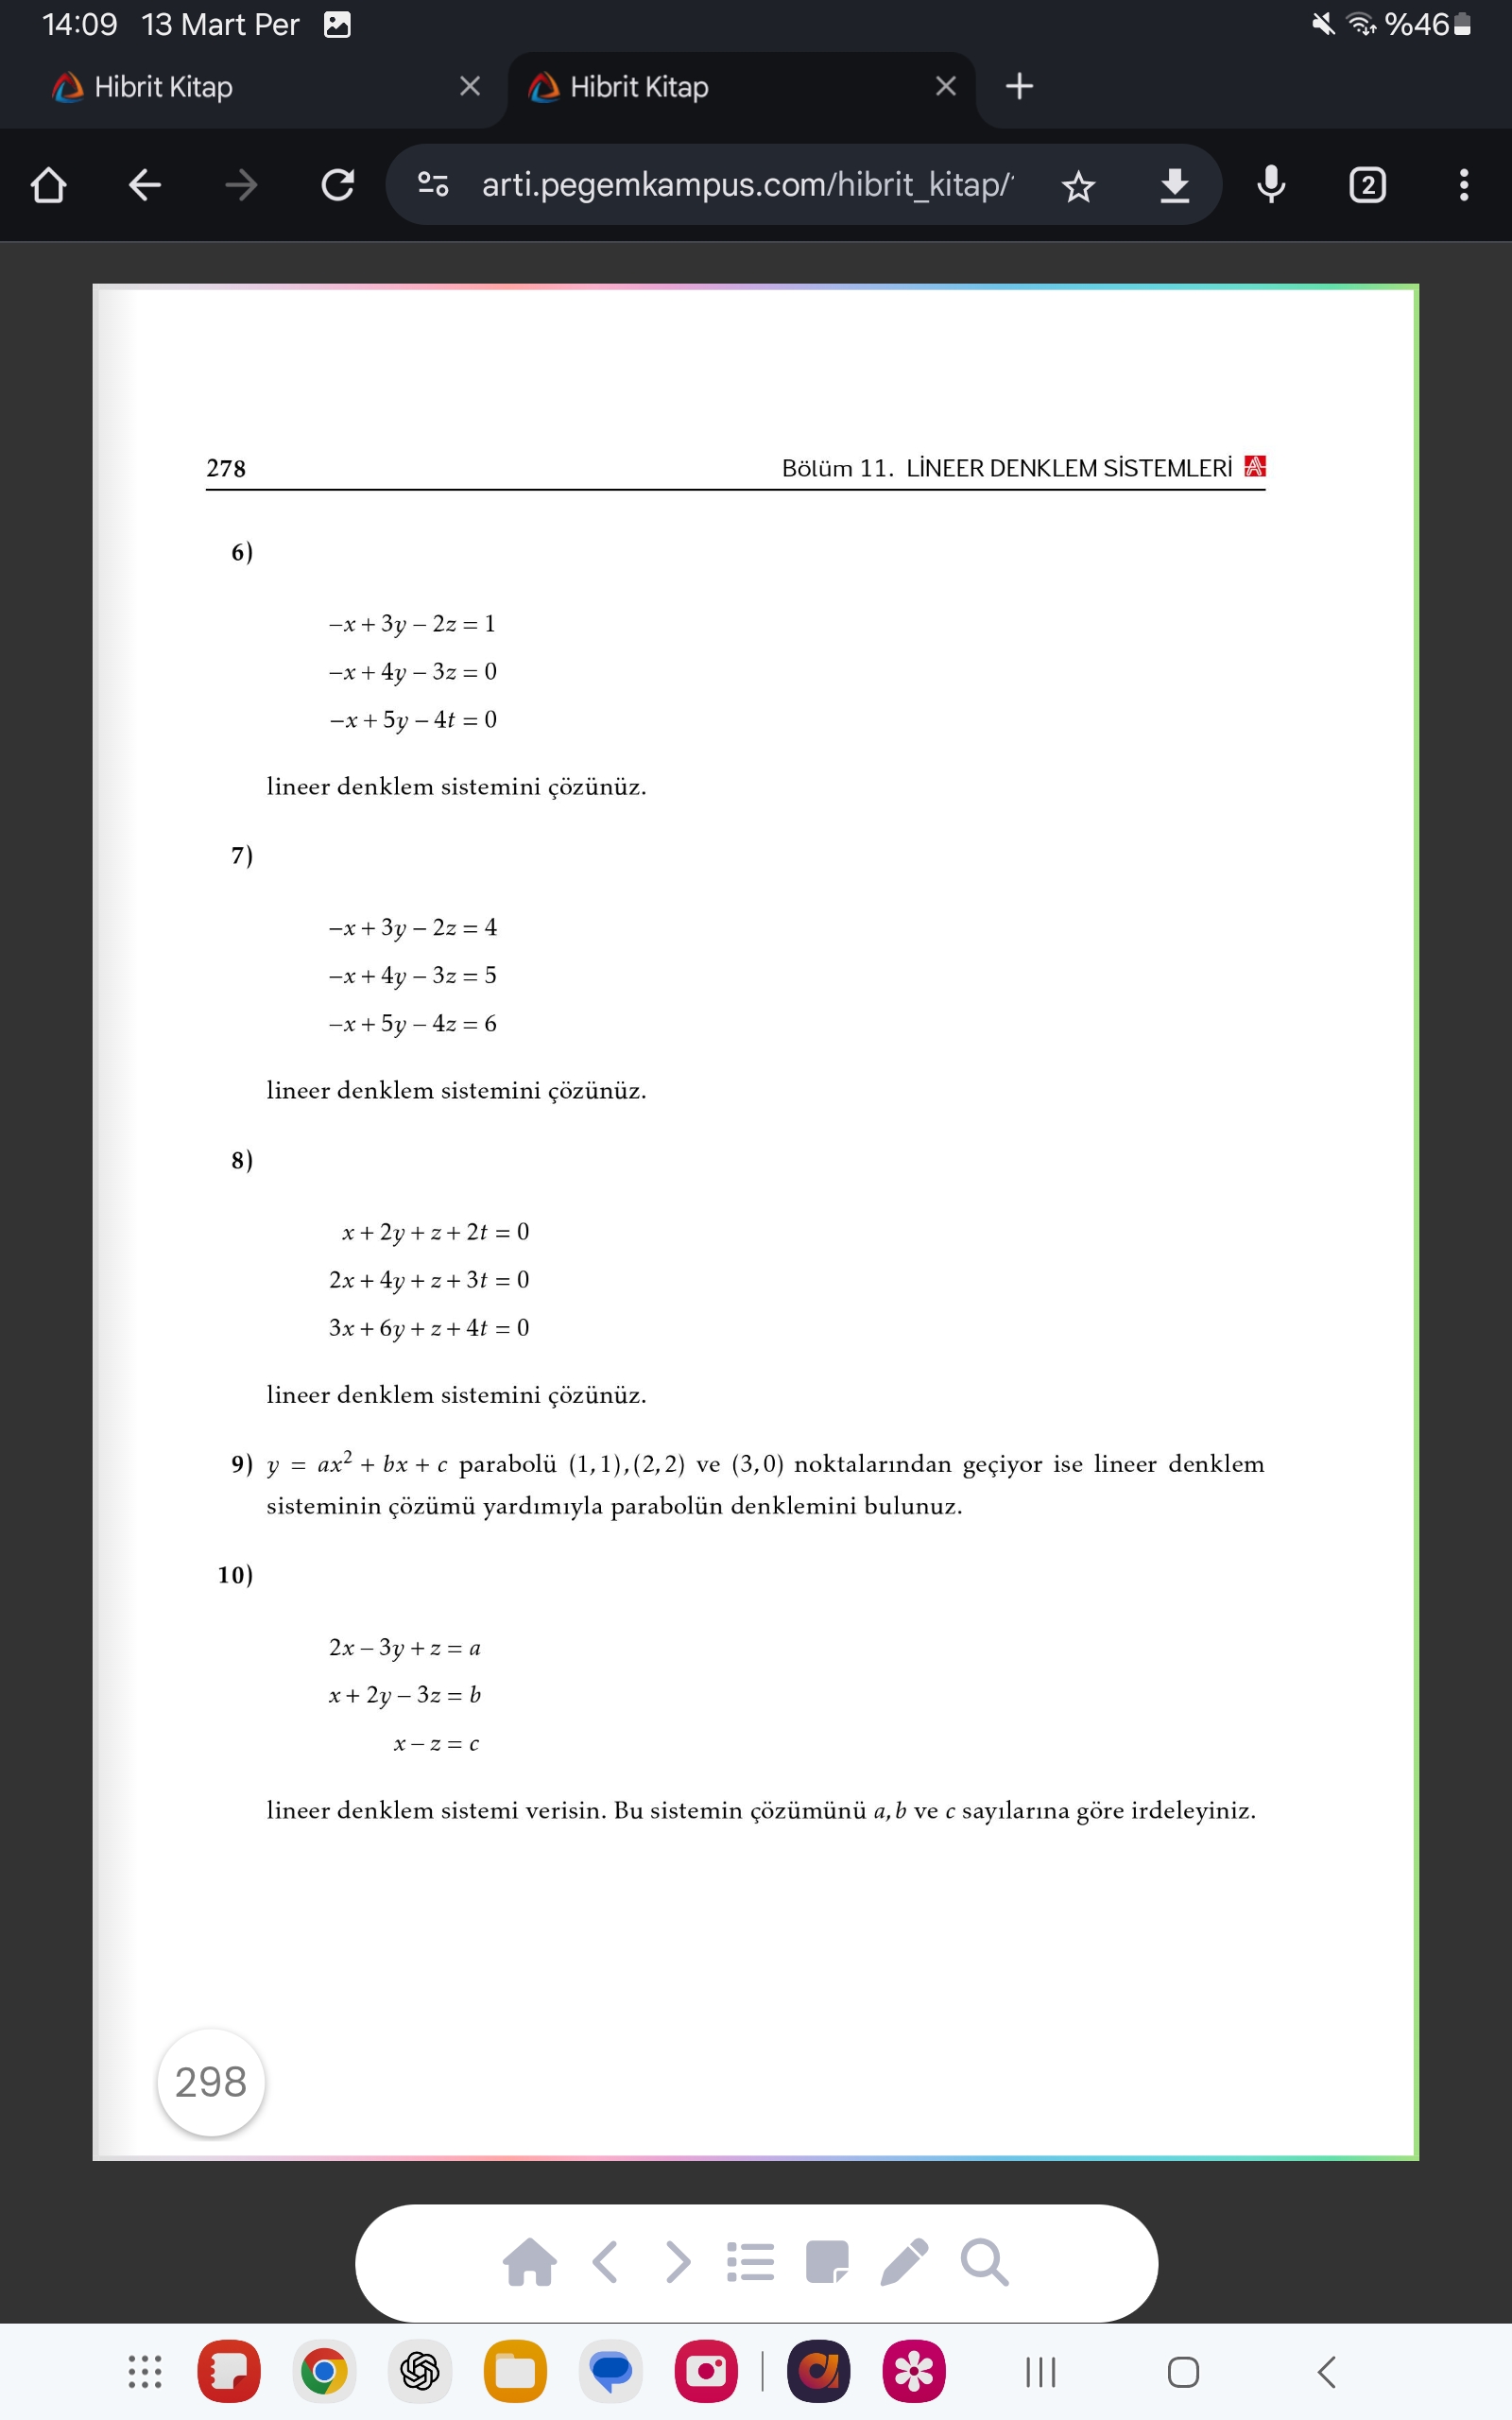 14:09 13 Mart Per %46
Hibrit Kitap Hibrit Kitap
arti.pegemkampus.com/hibrit_kitap/ 2
278 Bölüm 11. LİNEER DENKLEM SİSTEMLERİ
6)
−x + 3y − 2z = 1
−x + 4y − 3z = 0
−x + 5y − 4t = 0
lineer denklem sistemini çözünüz.
7)
−x + 3y − 2z = 4
−x + 4y − 3z = 5
−x + 5y − 4z = 6
lineer denklem sistemini çözünüz.
8)
x + 2y + z + 2t = 0
2x + 4y + z + 3t = 0
3x + 6y + z + 4t = 0
lineer denklem sistemini çözünüz.
9) y = ax² + bx + c parabolü (1,1),(2,2) ve (3,0) noktalarından geçiyor ise lineer denklem
sisteminin çözümü yardımıyla parabolün denklemini bulunuz.
10)
2x − 3y + z = a
x + 2y − 3z = b
x − z = c
lineer denklem sistemi verisin. Bu sistemin çözümünü a,b ve c sayılarına göre irdeleyiniz.
298